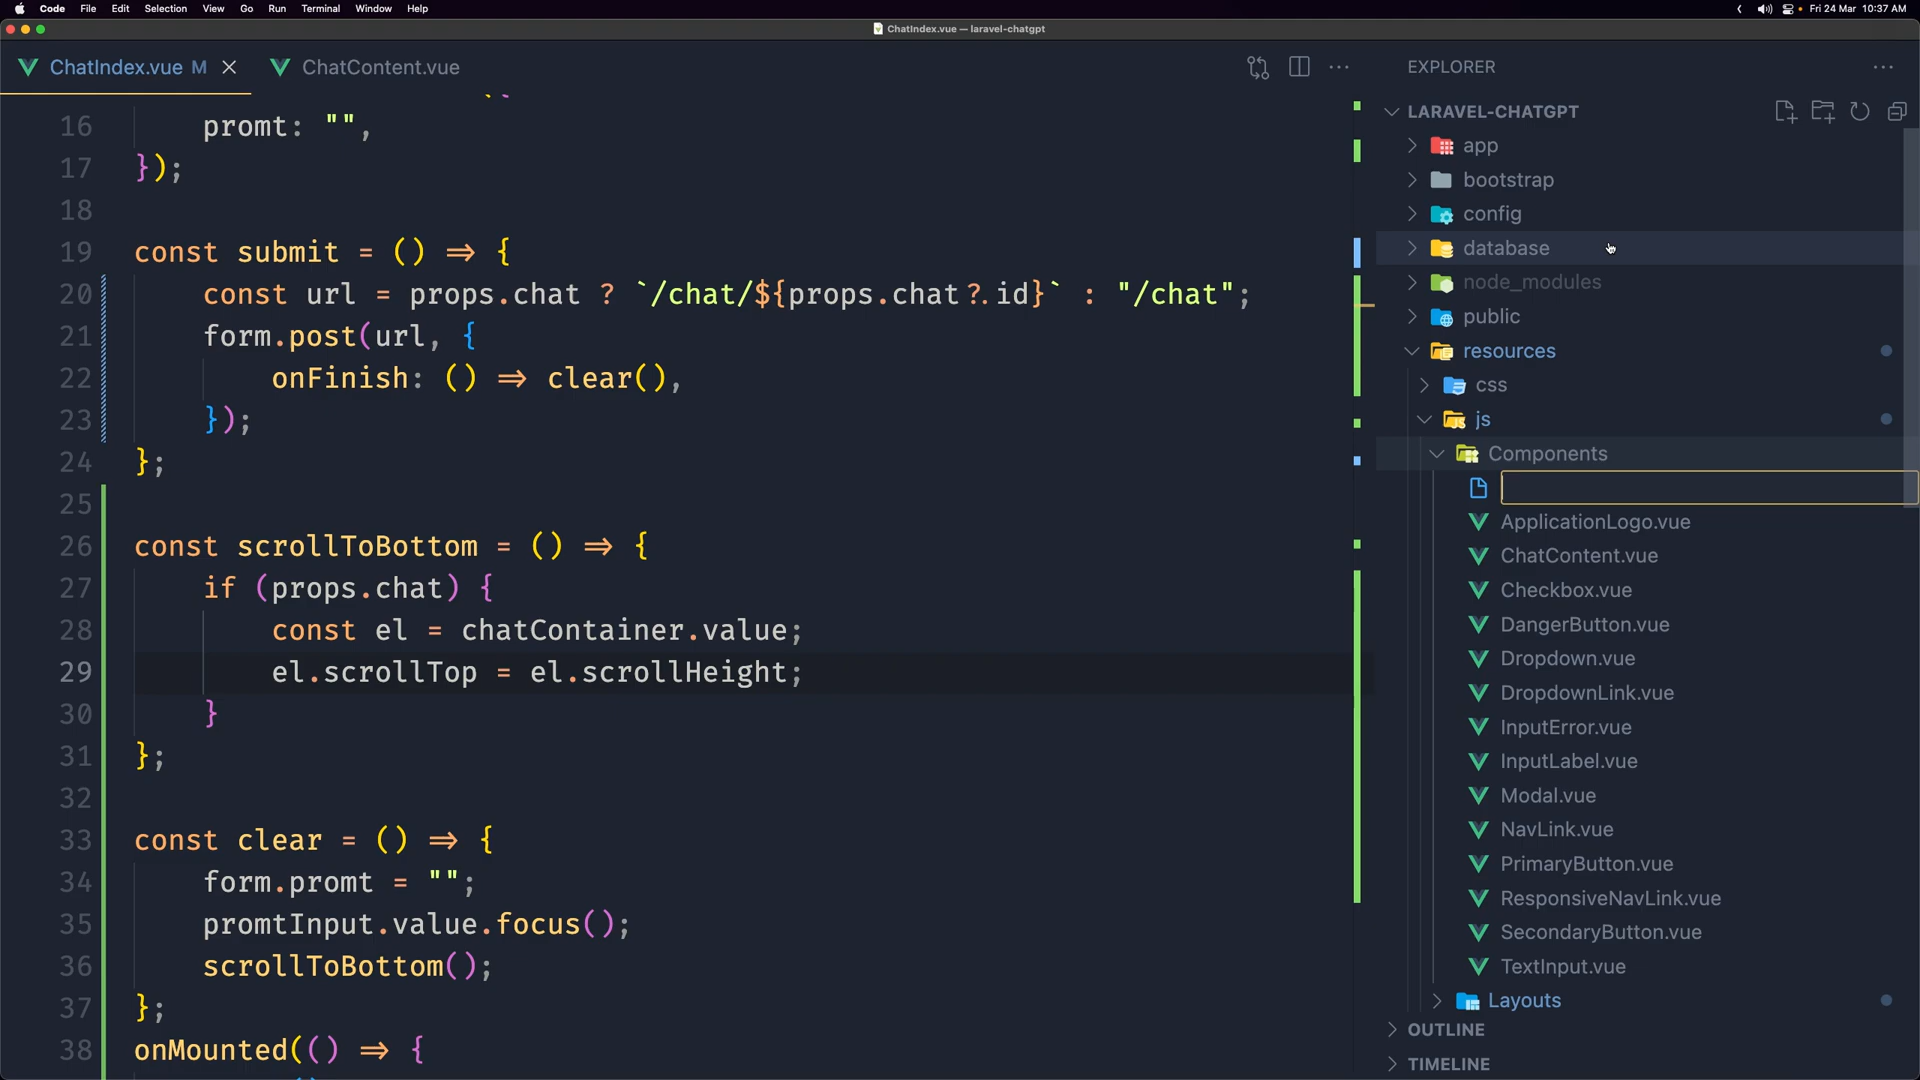 Code File Edit Selection View Go Run Terminal Window Help
Fri 24 Mar 10:37 AM
ChatIndex.vue — laravel-chatgpt
ChatIndex.vue M
ChatContent.vue
16 promt: "",
17 });
18
19 const submit = () => {
20 const url = props.chat ? `/chat/${props.chat?.id}` : "/chat";
21 form.post(url, {
22 onFinish: () => clear(),
23 });
24 };
25
26 const scrollToBottom = () => {
27 if (props.chat) {
28 const el = chatContainer.value;
29 el.scrollTop = el.scrollHeight;
30 }
31 };
32
33 const clear = () => {
34 form.promt = "";
35 promtInput.value.focus();
36 scrollToBottom();
37 };
38 onMounted(() => {
EXPLORER
LARAVEL-CHATGPT
app
bootstrap
config
database
node_modules
public
resources
css
js
Components
ApplicationLogo.vue
ChatContent.vue
Checkbox.vue
DangerButton.vue
Dropdown.vue
DropdownLink.vue
InputError.vue
InputLabel.vue
Modal.vue
NavLink.vue
PrimaryButton.vue
ResponsiveNavLink.vue
SecondaryButton.vue
TextInput.vue
Layouts
OUTLINE
TIMELINE